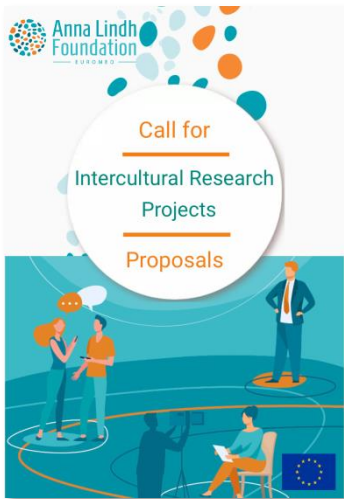 Anna Lindh
Foundation
EUROMED
Call for
Intercultural Research
Projects
Proposals